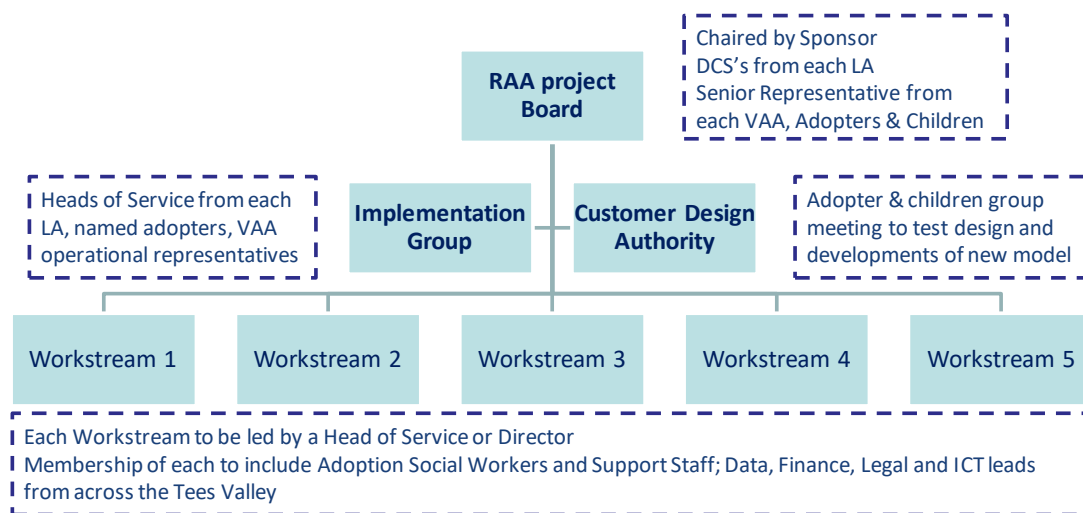 RAA project
Board
Chaired by Sponsor
DCS's from each LA
Senior Representative from
each VAA, Adopters & Children
Heads of Service from each
LA, named adopters, VAA
operational representatives
Implementation
Group
Customer Design
Authority
Adopter & children group
meeting to test design and
developments of new model
Workstream 1
Workstream 2
Workstream 3
Workstream 4
Workstream 5
Each Workstream to be led by a Head of Service or Director
Membership of each to include Adoption Social Workers and Support Staff; Data, Finance, Legal and ICT leads
from across the Tees Valley